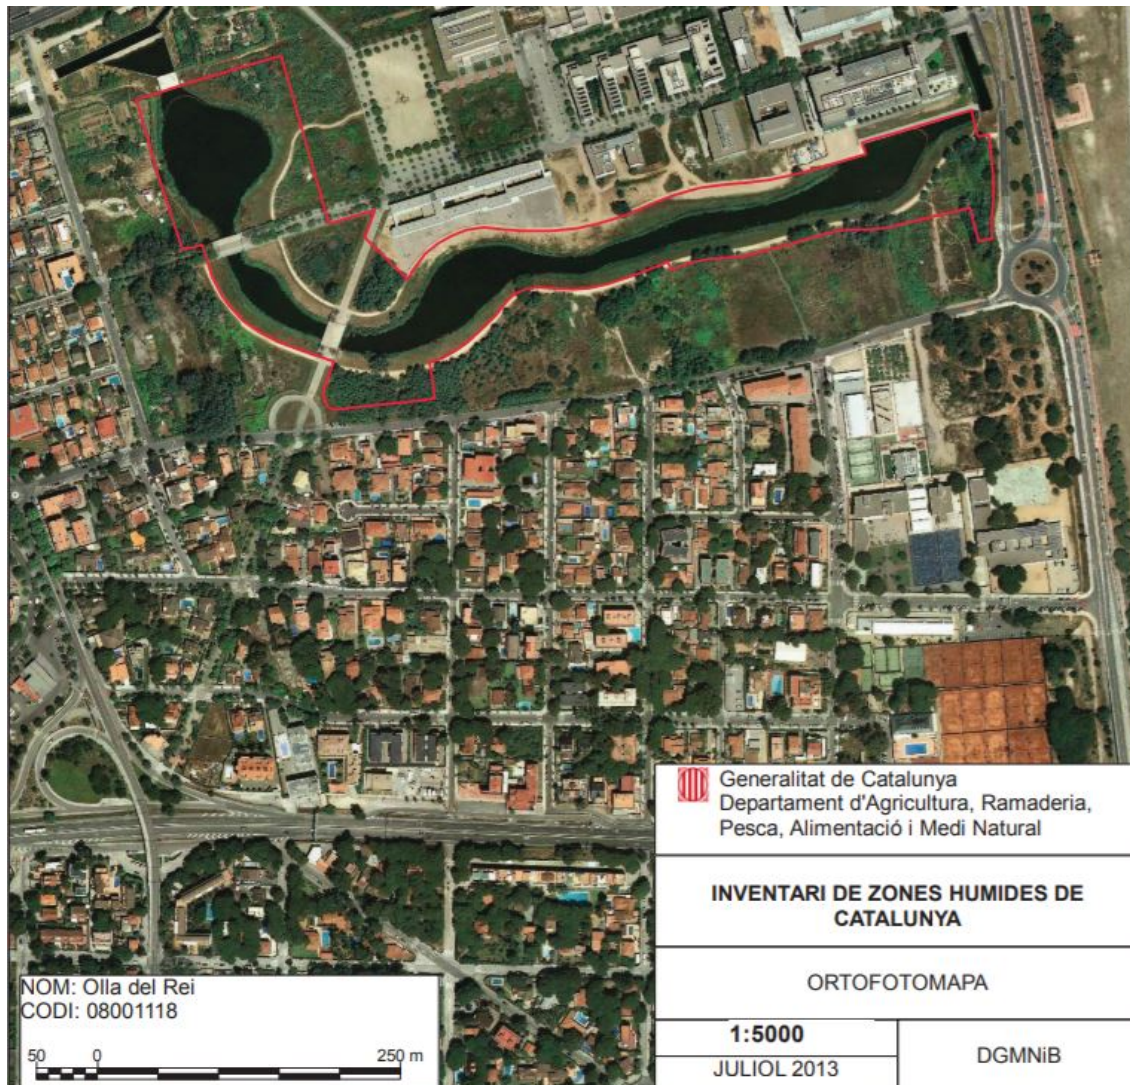 Generalitat de Catalunya
Departament d'Agricultura, Ramaderia,
Pesca, Alimentació i Medi Natural
INVENTARI DE ZONES HUMIDES DE
CATALUNYA
ORTOFOTOMAPA
1:5000
JULIOL 2013
DGMNiB
NOM: Olla del Rei
CODI: 08001118
50 0 250 m